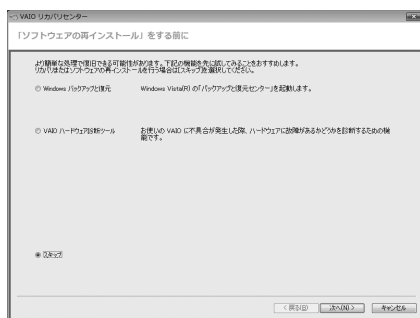 VAIO リカバリセンター
「ソフトウェアの再インストール」をする前に
より簡単な処理で復旧できる可能性があります。下記の機能を先に試してみることをおすすめします。
リカバリまたはソフトウェアの再インストールを行う場合は[スキップ]を選択してください。
Windows バックアップと復元
Windows Vista(R) の「バックアップと復元センター」を起動します。
VAIO ハードウェア診断ツール
お使いの VAIO に不具合が発生した際、ハードウェアに故障があるかどうかを診断するための機
能です。
スキップ
< 戻る(B)
次へ(N) >
キャンセル